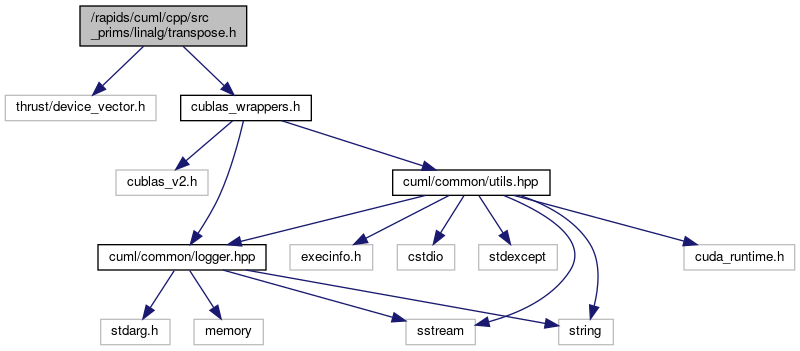 /rapids/cuml/cpp/src
_prims/linalg/transpose.h
thrust/device_vector.h
cublas_wrappers.h
cublas_v2.h
cuml/common/utils.hpp
cuml/common/logger.hpp
execinfo.h
cstdio
stdexcept
cuda_runtime.h
stdarg.h
memory
sstream
string